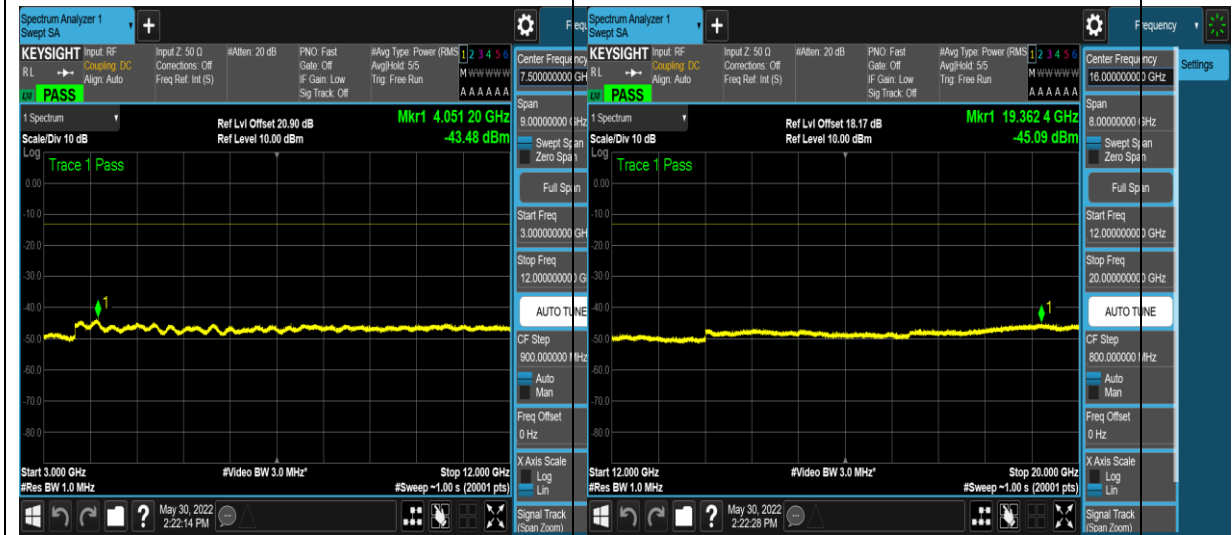 Spectrum Analyzer 1
Swept SA
+
Frequ
KEYSIGHT
RL
Input: RF
Coupling: DC
Align: Auto
Input Z: 50 Ω
Corrections: Off
Freq Ref: Int (S)
#Atten: 20 dB
PNO: Fast
Gate: Off
IF Gain: Low
Sig Track: Off
#Avg Type: Power (RMS
Avg|Hold: 5/5
Trig: Free Run
1 2 3 4 5 6
M W W W W W
A A A A A A
PASS
1 Spectrum
Scale/Div 10 dB
Log
Ref Lvl Offset 20.90 dB
Ref Level 10.00 dBm
Mkr1 4.051 20 GHz
-43.48 dBm
Trace 1 Pass
0.00
-10.0
-20.0
-30.0
-40.0
-50.0
-60.0
-70.0
-80.0
1
Start 3.000 GHz
#Res BW 1.0 MHz
#Video BW 3.0 MHz*
Stop 12.000 GHz
#Sweep ~1.00 s (20001 pts)
Center Frequency
7.500000000 GH
Span
9.00000000 GHz
Swept Span
Zero Span
Full Span
Start Freq
3.000000000 GH
Stop Freq
12.000000000 G
AUTO TUNE
CF Step
900.000000 MHz
Auto
Man
Freq Offset
0 Hz
X Axis Scale
Log
Lin
Signal Track
(Span Zoom)
?
May 30, 2022
2:22:14 PM
Spectrum Analyzer 1
Swept SA
+
Frequency
Settings
KEYSIGHT
RL
Input: RF
Coupling: DC
Align: Auto
Input Z: 50 Ω
Corrections: Off
Freq Ref: Int (S)
#Atten: 20 dB
PNO: Fast
Gate: Off
IF Gain: Low
Sig Track: Off
#Avg Type: Power (RMS
Avg|Hold: 5/5
Trig: Free Run
1 2 3 4 5 6
M W W W W W
A A A A A A
PASS
1 Spectrum
Scale/Div 10 dB
Log
Ref Lvl Offset 18.17 dB
Ref Level 10.00 dBm
Mkr1 19.362 4 GHz
-45.09 dBm
Trace 1 Pass
0.00
-10.0
-20.0
-30.0
-40.0
-50.0
-60.0
-70.0
-80.0
1
Start 12.000 GHz
#Res BW 1.0 MHz
#Video BW 3.0 MHz*
Stop 20.000 GHz
#Sweep ~1.00 s (20001 pts)
Center Frequency
16.000000000 GHz
Span
8.00000000 GHz
Swept Span
Zero Span
Full Span
Start Freq
12.000000000 GHz
Stop Freq
20.000000000 GHz
AUTO TUNE
CF Step
800.000000 MHz
Auto
Man
Freq Offset
0 Hz
X Axis Scale
Log
Lin
Signal Track
(Span Zoom)
?
May 30, 2022
2:22:28 PM